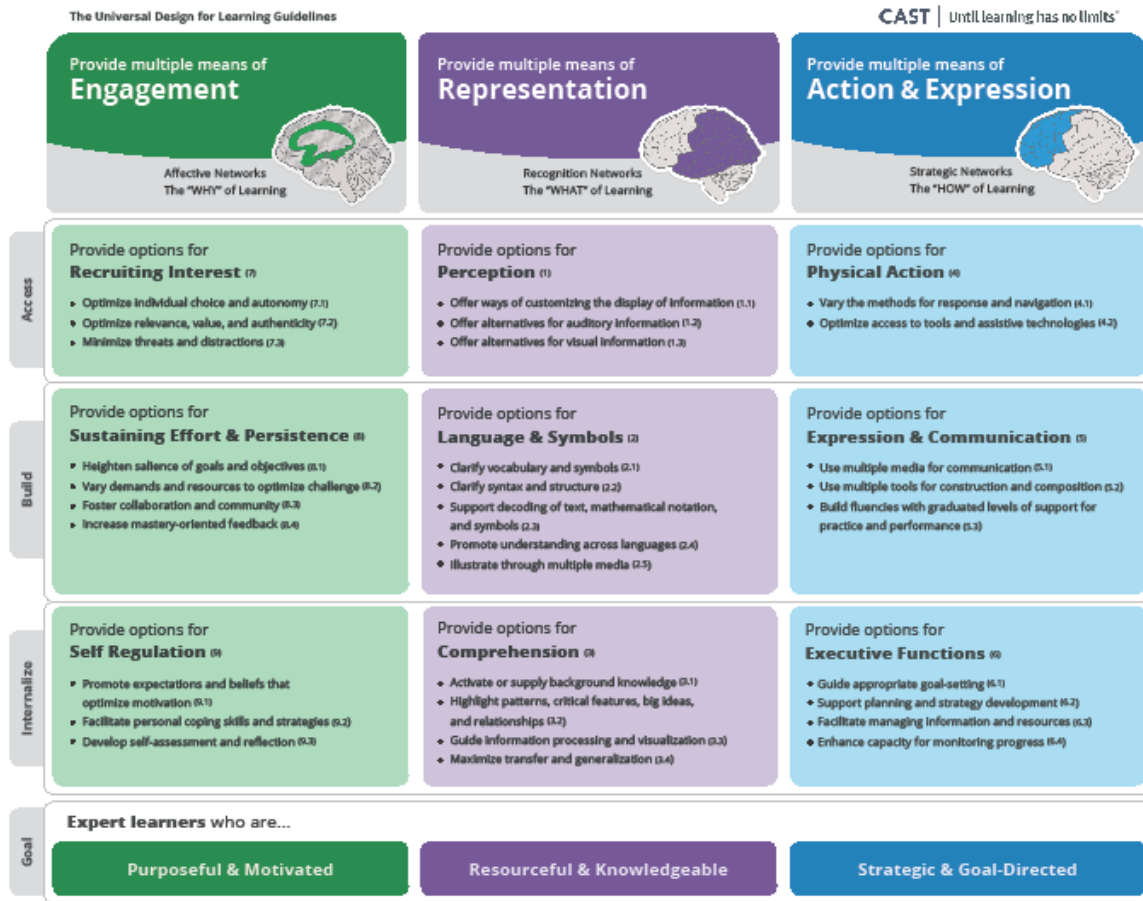 The Universal Design for Learning Guidelines
CAST | Until learning has no limits™
Provide multiple means of
Engagement
Affective Networks
The "WHY" of Learning
Provide multiple means of
Representation
Recognition Networks
The "WHAT" of Learning
Provide multiple means of
Action & Expression
Strategic Networks
The "HOW" of Learning
Access
Provide options for
Recruiting Interest (7)
• Optimize individual choice and autonomy (7.1)
• Optimize relevance, value, and authenticity (7.2)
• Minimize threats and distractions (7.3)
Provide options for
Perception (1)
• Offer ways of customizing the display of information (1.1)
• Offer alternatives for auditory information (1.2)
• Offer alternatives for visual information (1.3)
Provide options for
Physical Action (4)
• Vary the methods for response and navigation (4.1)
• Optimize access to tools and assistive technologies (4.2)
Build
Provide options for
Sustaining Effort & Persistence (8)
• Heighten salience of goals and objectives (8.1)
• Vary demands and resources to optimize challenge (8.2)
• Foster collaboration and community (8.3)
• Increase mastery-oriented feedback (8.4)
Provide options for
Language & Symbols (2)
• Clarify vocabulary and symbols (2.1)
• Clarify syntax and structure (2.2)
• Support decoding of text, mathematical notation,
and symbols (2.3)
• Promote understanding across languages (2.4)
• Illustrate through multiple media (2.5)
Provide options for
Expression & Communication (5)
• Use multiple media for communication (5.1)
• Use multiple tools for construction and composition (5.2)
• Build fluencies with graduated levels of support for
practice and performance (5.3)
Internalize
Provide options for
Self Regulation (9)
• Promote expectations and beliefs that
optimize motivation (9.1)
• Facilitate personal coping skills and strategies (9.2)
• Develop self-assessment and reflection (9.3)
Provide options for
Comprehension (3)
• Activate or supply background knowledge (3.1)
• Highlight patterns, critical features, big ideas,
and relationships (3.2)
• Guide information processing and visualization (3.3)
• Maximize transfer and generalization (3.4)
Provide options for
Executive Functions (6)
• Guide appropriate goal-setting (6.1)
• Support planning and strategy development (6.2)
• Facilitate managing information and resources (6.3)
• Enhance capacity for monitoring progress (6.4)
Goal
Expert learners who are...
Purposeful & Motivated
Resourceful & Knowledgeable
Strategic & Goal-Directed